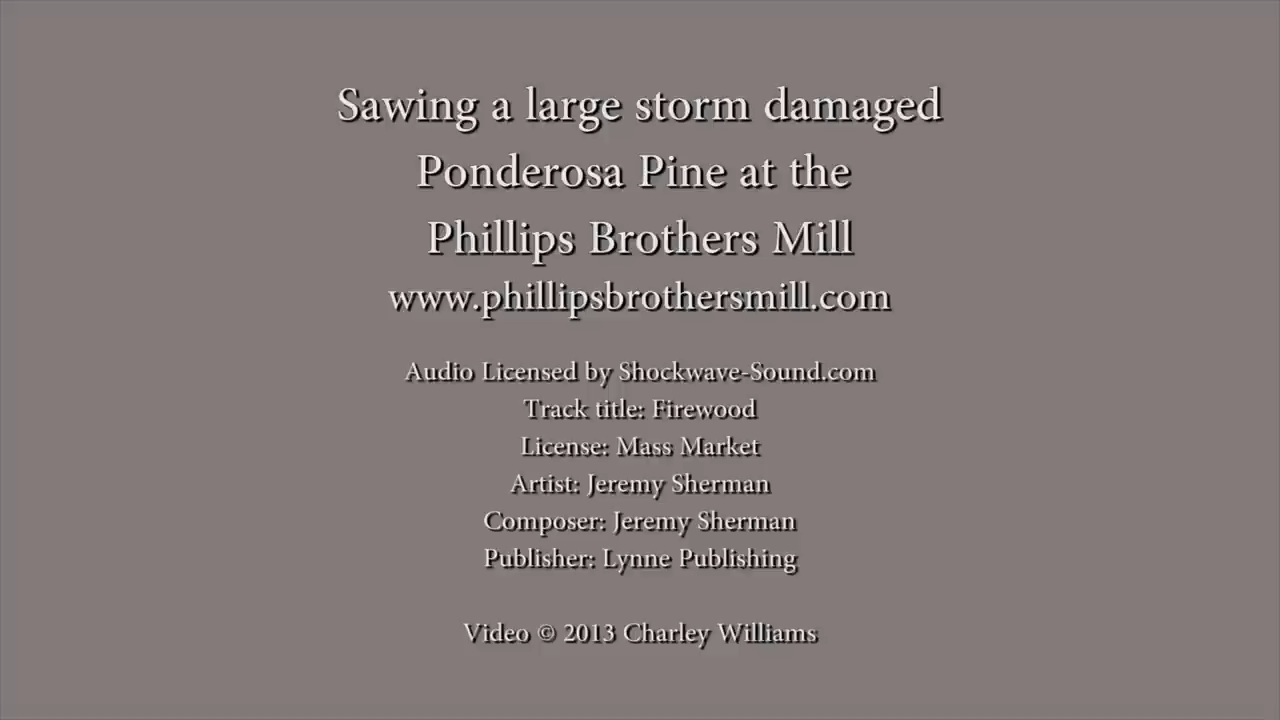 Sawing a large storm damaged
Ponderosa Pine at the
Phillips Brothers Mill
www.phillipsbrothersmill.com
Audio Licensed by Shockwave-Sound.com
Track title: Firewood
License: Mass Market
Artist: Jeremy Sherman
Composer: Jeremy Sherman
Publisher: Lynne Publishing
Video © 2013 Charley Williams